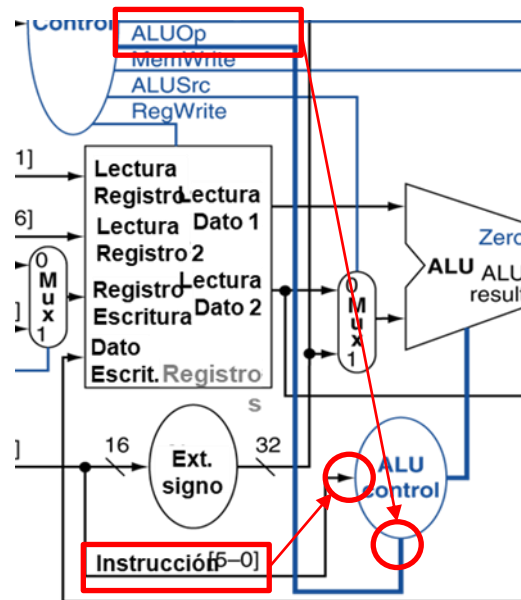 Control
ALUOp
MemWrite
ALUSrc
RegWrite
1]
Lectura
Registro
Lectura
Dato 1
6]
Lectura
Registro 2
Zero
0
Mux
1
Registro
Escritura
Lectura
Dato 2
0
Mux
1
ALU
ALU
result
]
Dato
Escrit.
Registro
s
]
16
Ext.
signo
32
ALU
control
Instrucción[5–0]